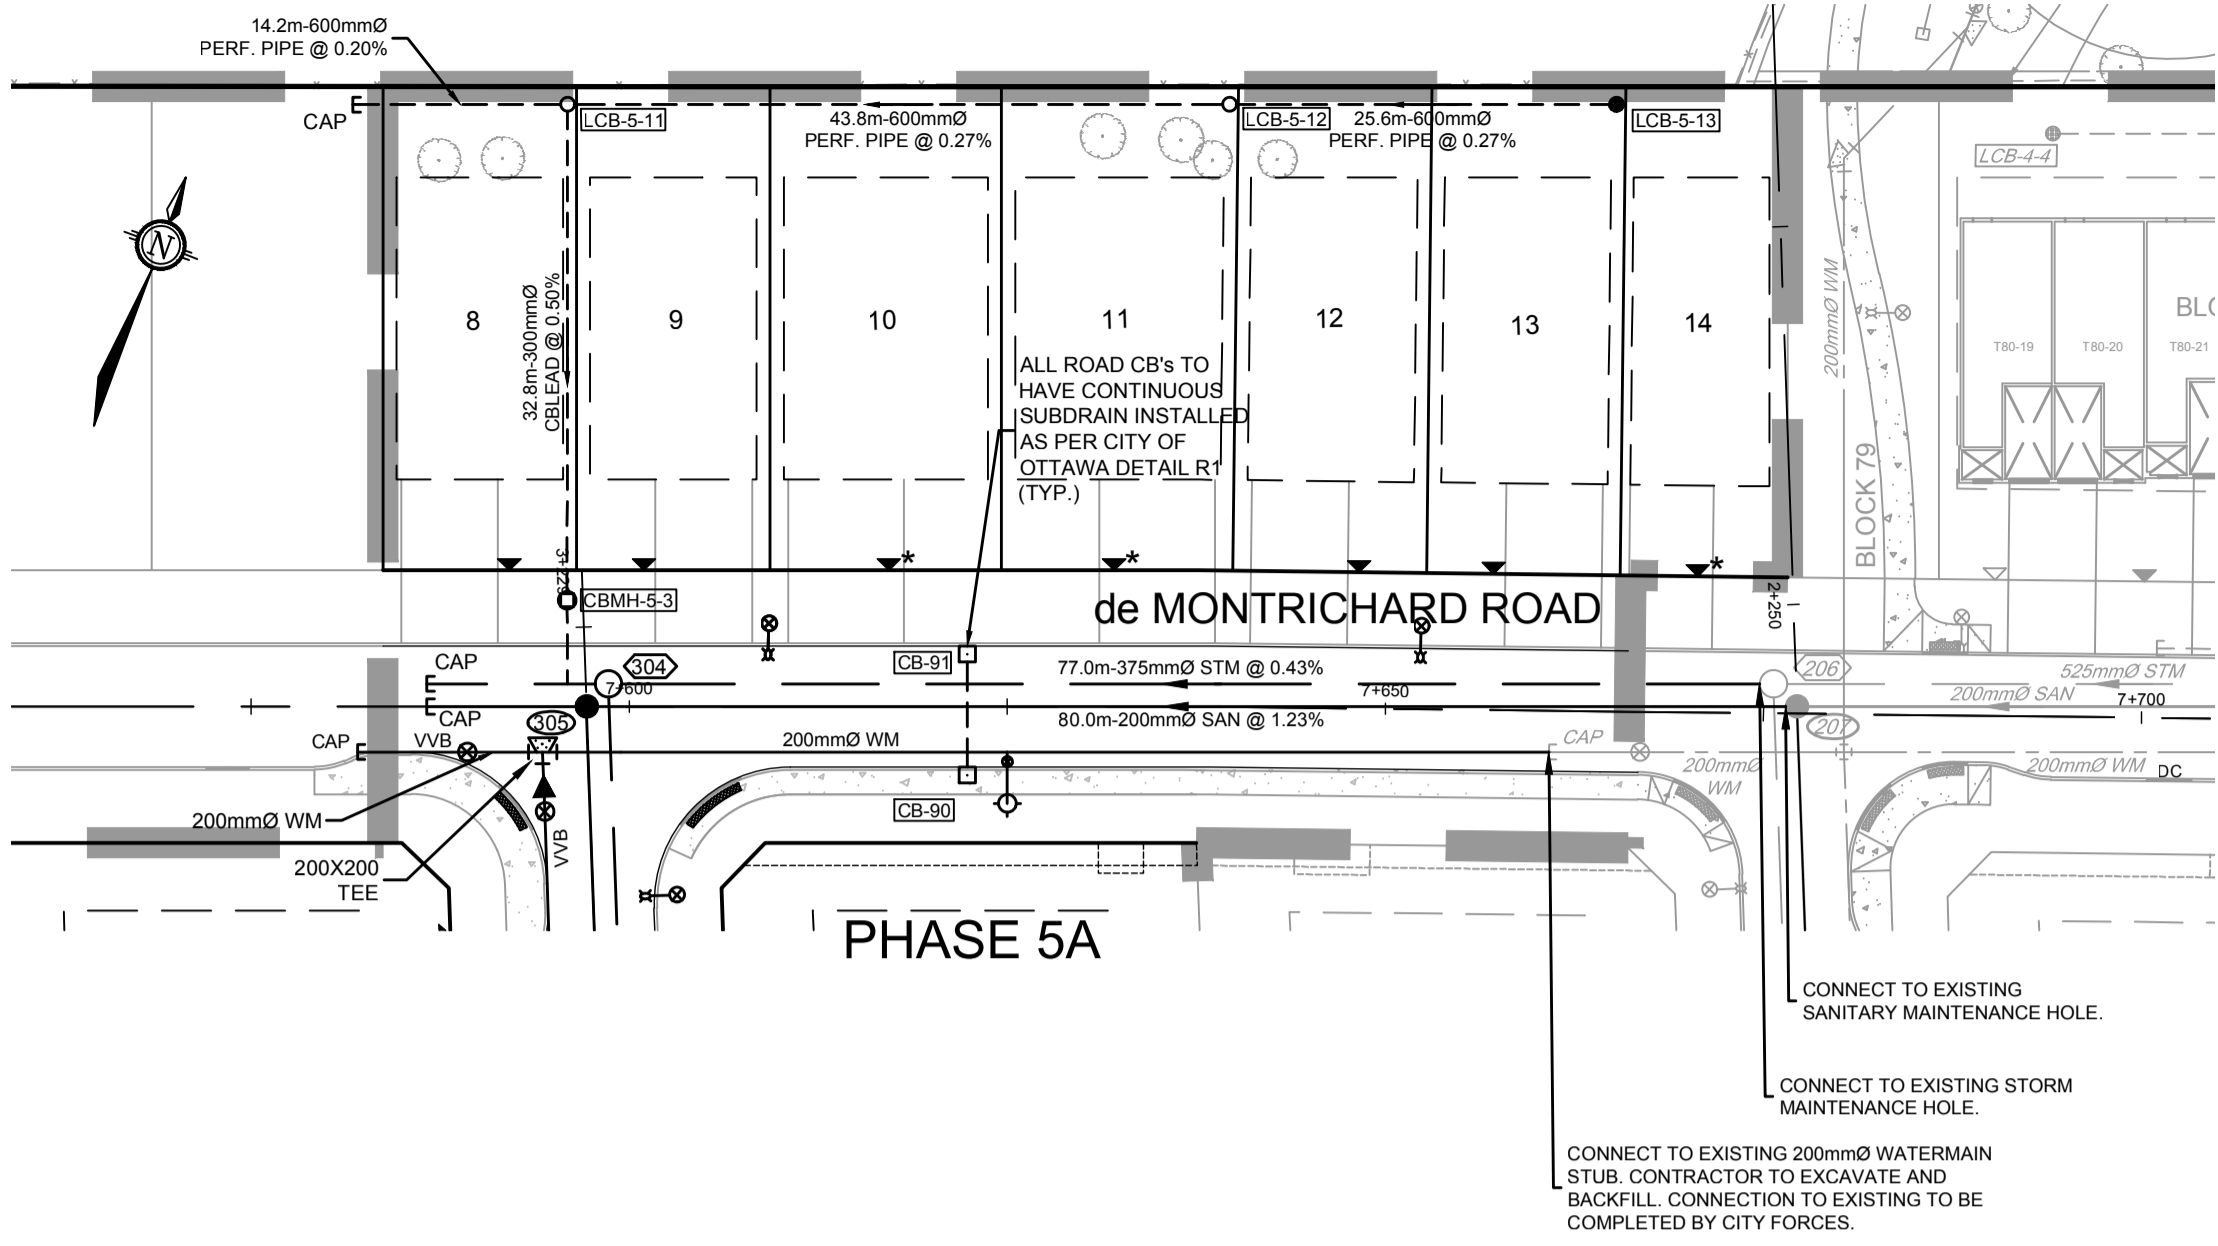 14.2m-600mmØ
PERF. PIPE @ 0.20%
CAP
LCB-5-11
43.8m-600mmØ
PERF. PIPE @ 0.27%
LCB-5-12
25.6m-600mmØ
PERF. PIPE @ 0.27%
LCB-5-13
LCB-4-4
N
32.8m-300mmØ
CBLEAD @ 0.50%
8
9
10
11
12
13
14
200mmØ WM
T80-19
T80-20
T80-21
ALL ROAD CB's TO
HAVE CONTINUOUS
SUBDRAIN INSTALLED
AS PER CITY OF
OTTAWA DETAIL R1
(TYP.)
BLOCK 79
*
*
*
CBMH-5-3
de MONTRICHARD ROAD
2+250
CAP
304
CB-91
77.0m-375mmØ STM @ 0.43%
206
525mmØ STM
7+600
7+650
200mmØ SAN
7+700
CAP
305
80.0m-200mmØ SAN @ 1.23%
207
CAP
VVB
200mmØ WM
CAP
200mmØ
WM
200mmØ WM
DC
200mmØ WM
CB-90
VVB
200X200
TEE
PHASE 5A
CONNECT TO EXISTING
SANITARY MAINTENANCE HOLE.
CONNECT TO EXISTING STORM
MAINTENANCE HOLE.
CONNECT TO EXISTING 200mmØ WATERMAIN
STUB. CONTRACTOR TO EXCAVATE AND
BACKFILL. CONNECTION TO EXISTING TO BE
COMPLETED BY CITY FORCES.